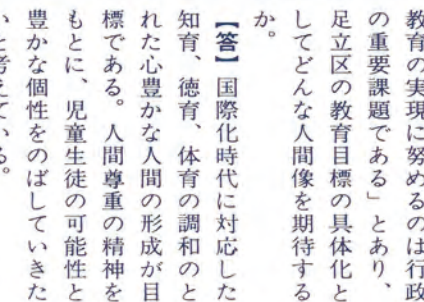 教育の実現に努めるのは行政
の重要課題である」とあり、
足立区の教育目標の具体化と
してどんな人間像を期待する
か。
【答】国際化時代に対応した
知育、徳育、体育の調和のと
れた心豊かな人間の形成が目
標である。人間尊重の精神を
もとに、児童生徒の可能性と
豊かな個性をのばしていきた
いと考えている。